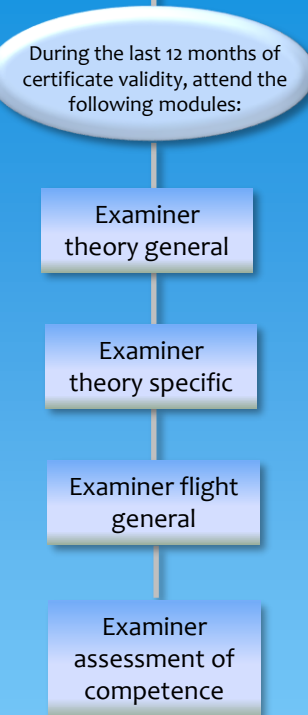 During the last 12 months of
certificate validity, attend the
following modules:
Examiner
theory general
Examiner
theory specific
Examiner flight
general
Examiner
assessment of
competence